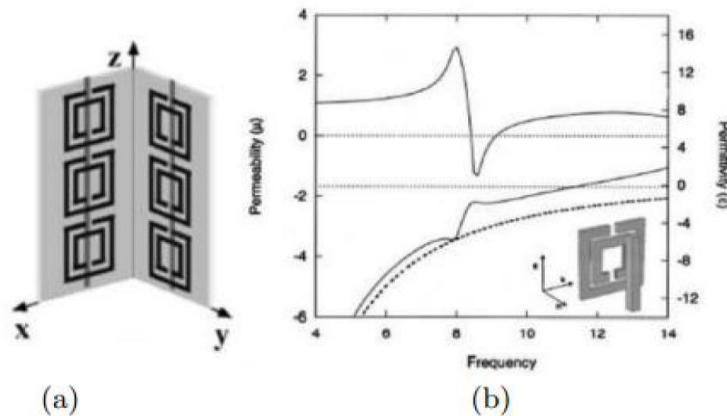 z
x
y
(a)
4
2
0
-2
-4
-6
Permeability (μ)
16
12
8
4
0
-4
-8
-12
Permittivity (ε)
4
6
8
10
12
14
Frequency
(b)